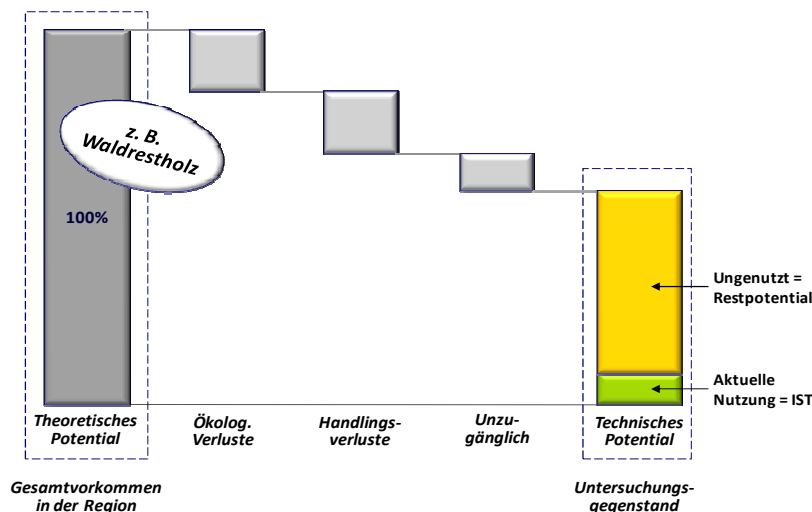 z. B.
Waldrestholz
100%
Ungenutzt =
Restpotential
Aktuelle
Nutzung = IST
Theoretisches
Potential
Ökolog.
Verluste
Handlings-
verluste
Unzu-
gänglich
Technisches
Potential
Gesamtvorkommen
in der Region
Untersuchungs-
gegenstand